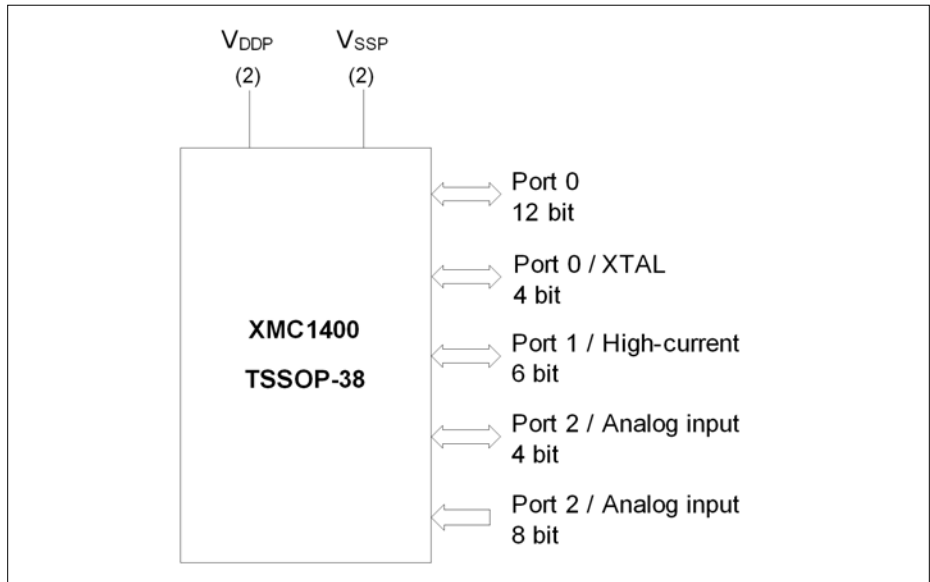 VDDP VSSP
(2) (2)
Port 0
12 bit
Port 0 / XTAL
4 bit
XMC1400
Port 1 / High-current
6 bit
TSSOP-38
Port 2 / Analog input
4 bit
Port 2 / Analog input
8 bit